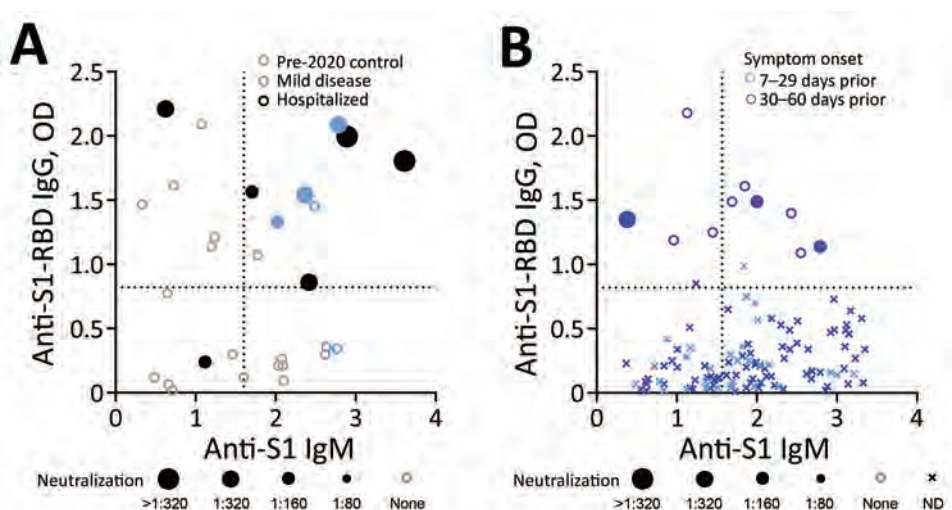 A
Pre-2020 control
Mild disease
Hospitalized
Anti-S1-RBD IgG, OD
2.5
2.0
1.5
1.0
0.5
0
0 1 2 3 4
Anti-S1 IgM
Neutralization
>1:320 1:320 1:160 1:80 None
B
Symptom onset
7–29 days prior
30–60 days prior
Anti-S1-RBD IgG, OD
2.5
2.0
1.5
1.0
0.5
0
0 1 2 3 4
Anti-S1 IgM
Neutralization
>1:320 1:320 1:160 1:80 None ND